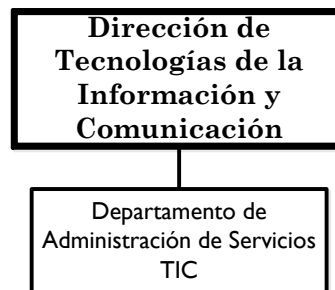 Dirección de
Tecnologías de la
Información y
Comunicación
Departamento de
Administración de Servicios
TIC